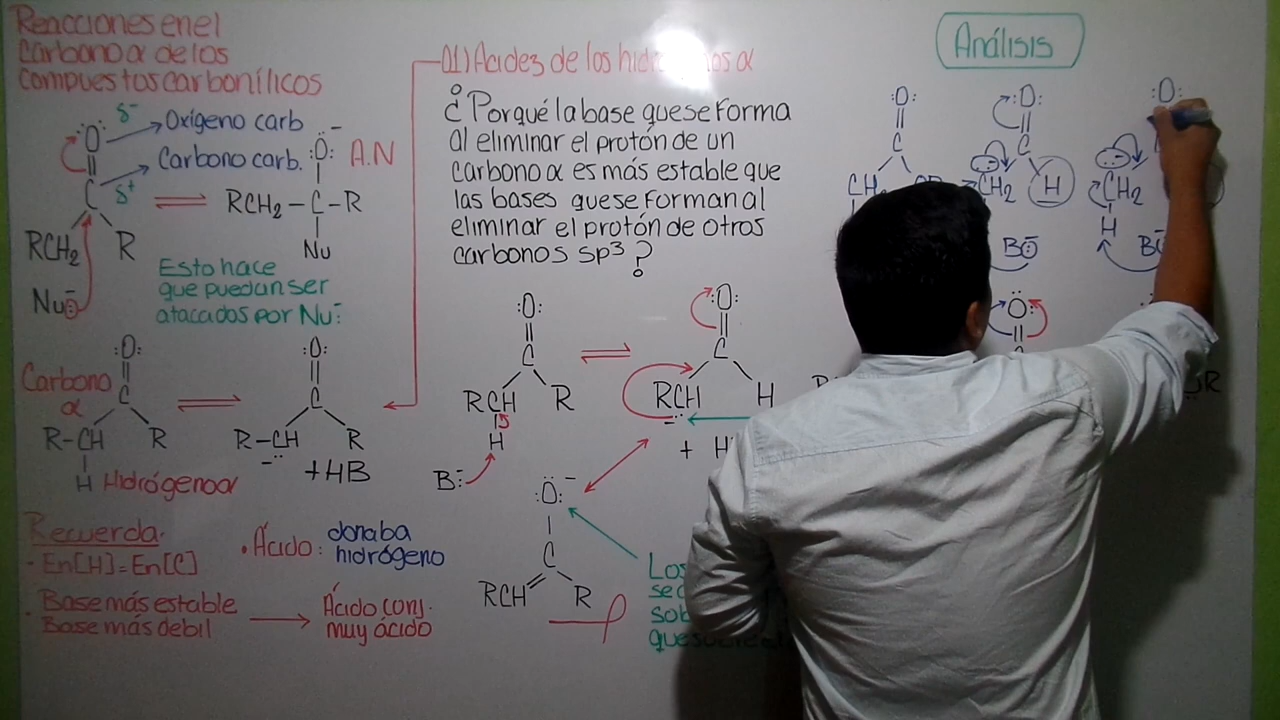 Reacciones en el
Carbono α de los
Compuestos carbonílicos
:O: δ⁻
Oxígeno carb
Carbono carb.
C δ⁺
RCH₂ R
Nu:⁻
:Ö:⁻ A.N
RCH₂ – C – R
Nu
Esto hace
que puedan ser
atacados por Nu:⁻
Carbono
α
:O:
C
R–CH R
H Hidrógeno α
:O:
C
R–CH R
–:
+HB
Recuerda.
- En[H] = En[C]
· Base más estable
Base más debil
• Ácido: donaba
hidrógeno
Ácido conj.
muy ácido
01) Acidez de los α
¿Porqué la base que se forma
al eliminar el protón de un
carbono α es más estable que
las bases que se forman al
eliminar el protón de otros
carbonos sp³?
:O:
C
RCH R
H
B:⁻
:O:
C
RCH H
–:
+ H
:Ö:⁻
C
RCH R
Los
Análisis
:O:
C
CH
:O:
C
CH₂ H
B:⁻
:O:
CH₂
H
B:⁻
:O:
R